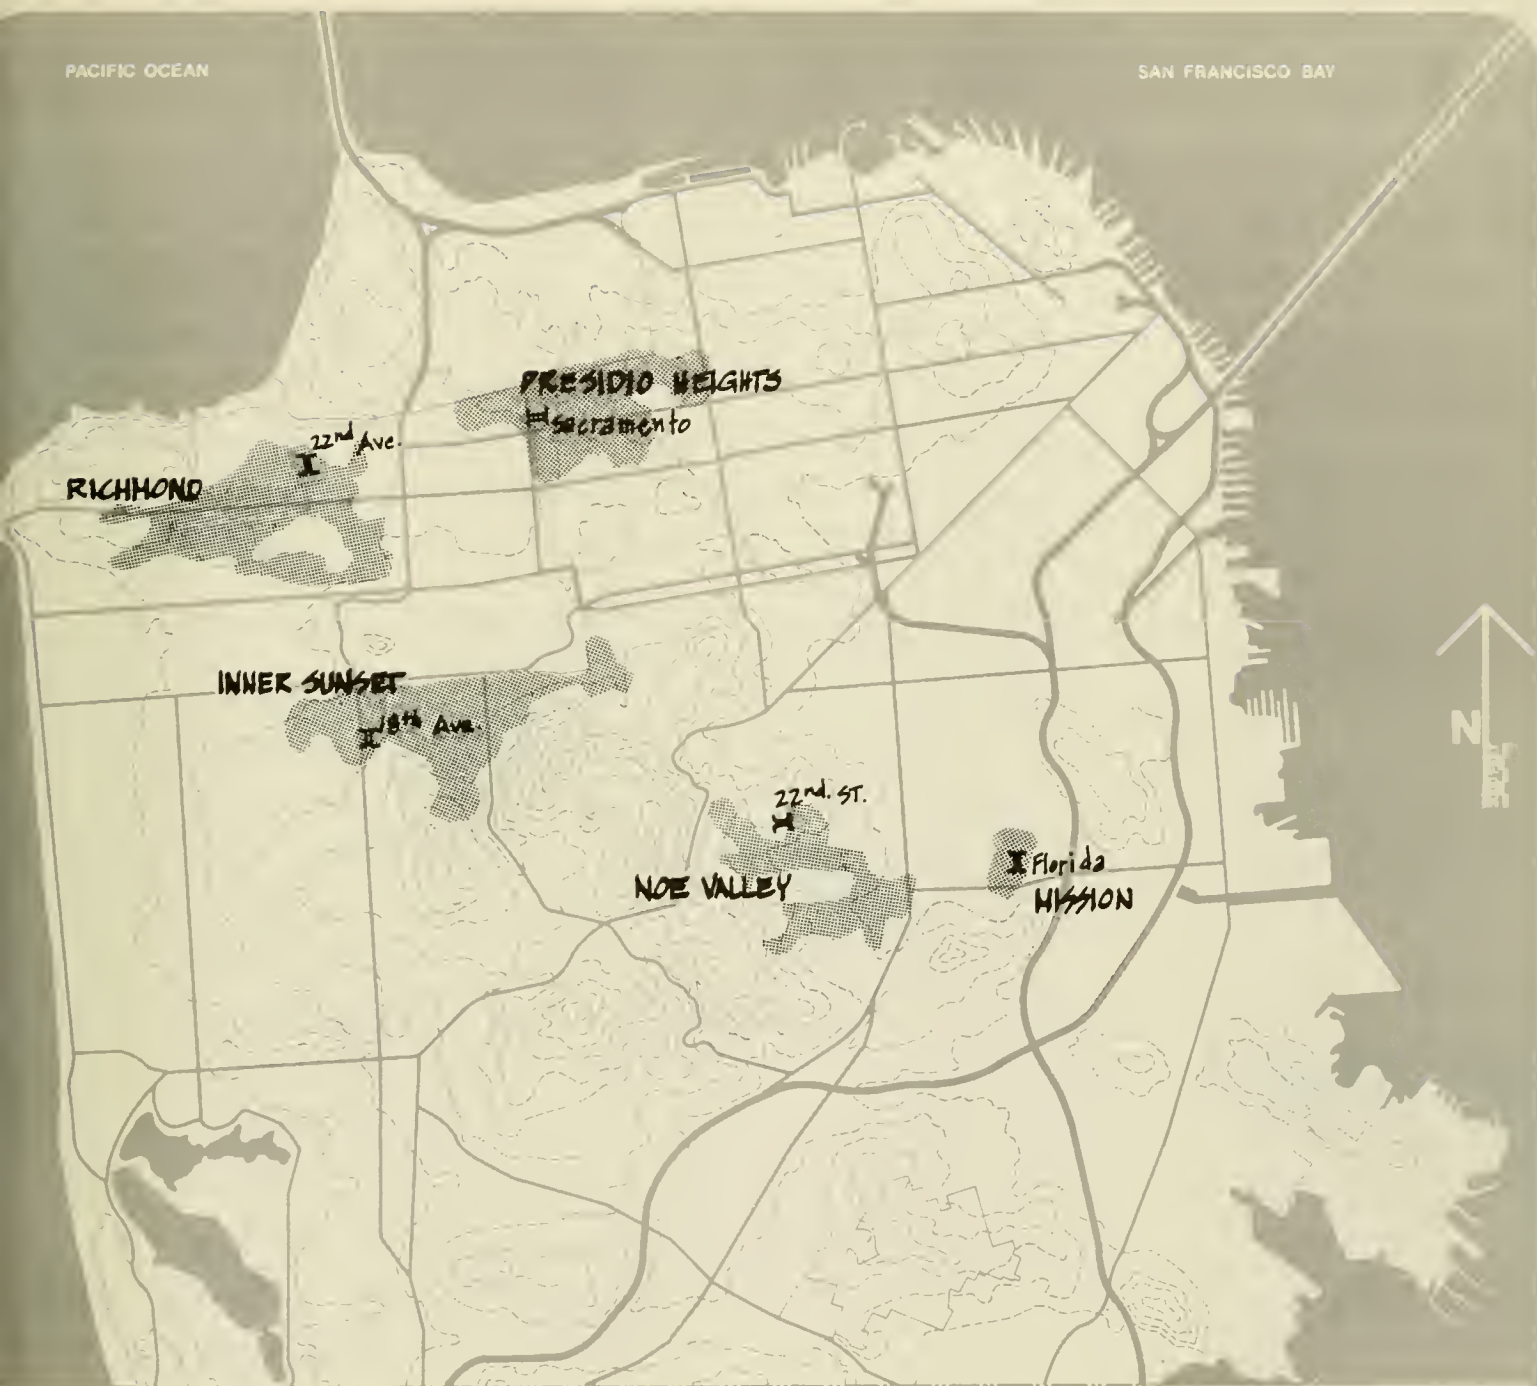 PACIFIC OCEAN
SAN FRANCISCO BAY
PRESIDIO HEIGHTS
Sacramento
22nd Ave.
RICHMOND
INNER SUNSET
18th Ave.
N
22nd. ST.
NOE VALLEY
Florida
MISSION